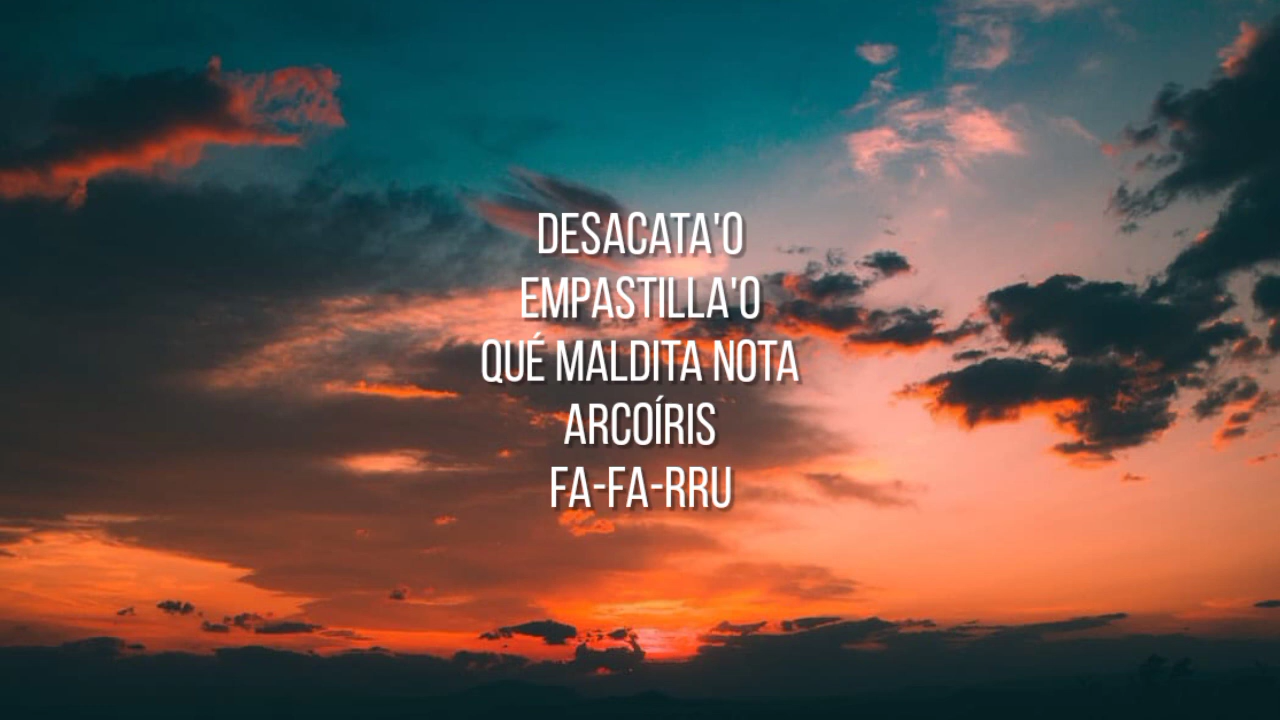 DESACATA'O
EMPASTILLA'O
QUÉ MALDITA NOTA
ARCOÍRIS
FA-FA-RRU